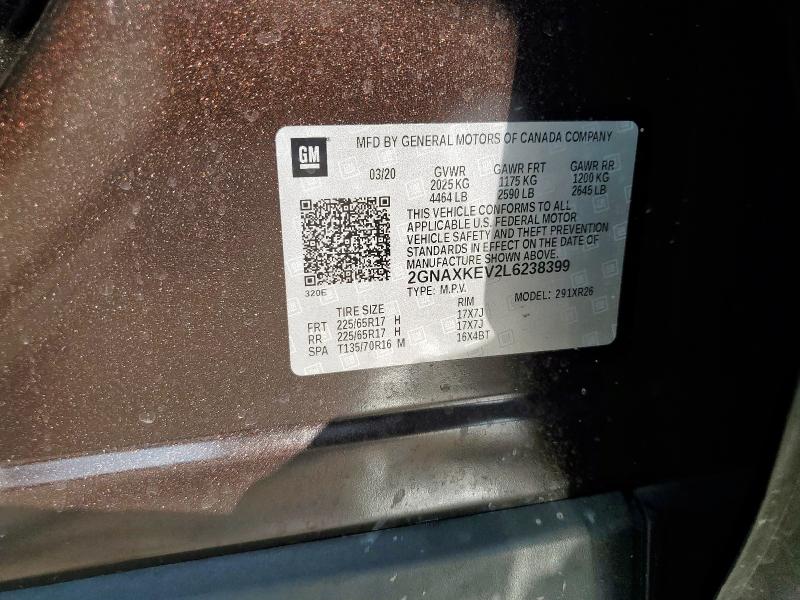 GM
MFD BY GENERAL MOTORS OF CANADA COMPANY
03/20
GVWR GAWR FRT GAWR RR
2025 KG 1175 KG 1200 KG
4464 LB 2590 LB 2645 LB
THIS VEHICLE CONFORMS TO ALL
APPLICABLE U.S. FEDERAL MOTOR
VEHICLE SAFETY AND THEFT PREVENTION
STANDARDS IN EFFECT ON THE DATE OF
MANUFACTURE SHOWN ABOVE.
2GNAXKEV2L6238399
320E
TYPE: M.P.V. MODEL: 291XR26
TIRE SIZE RIM
FRT 225/65R17 H 17X7J
RR 225/65R17 H 17X7J
SPA T135/70R16 M 16X4BT